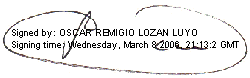 Signed by: OSCAR REMIGIO LOZAN LUYO
Signing time: Wednesday, March 8 2006, 21:13:2 GMT